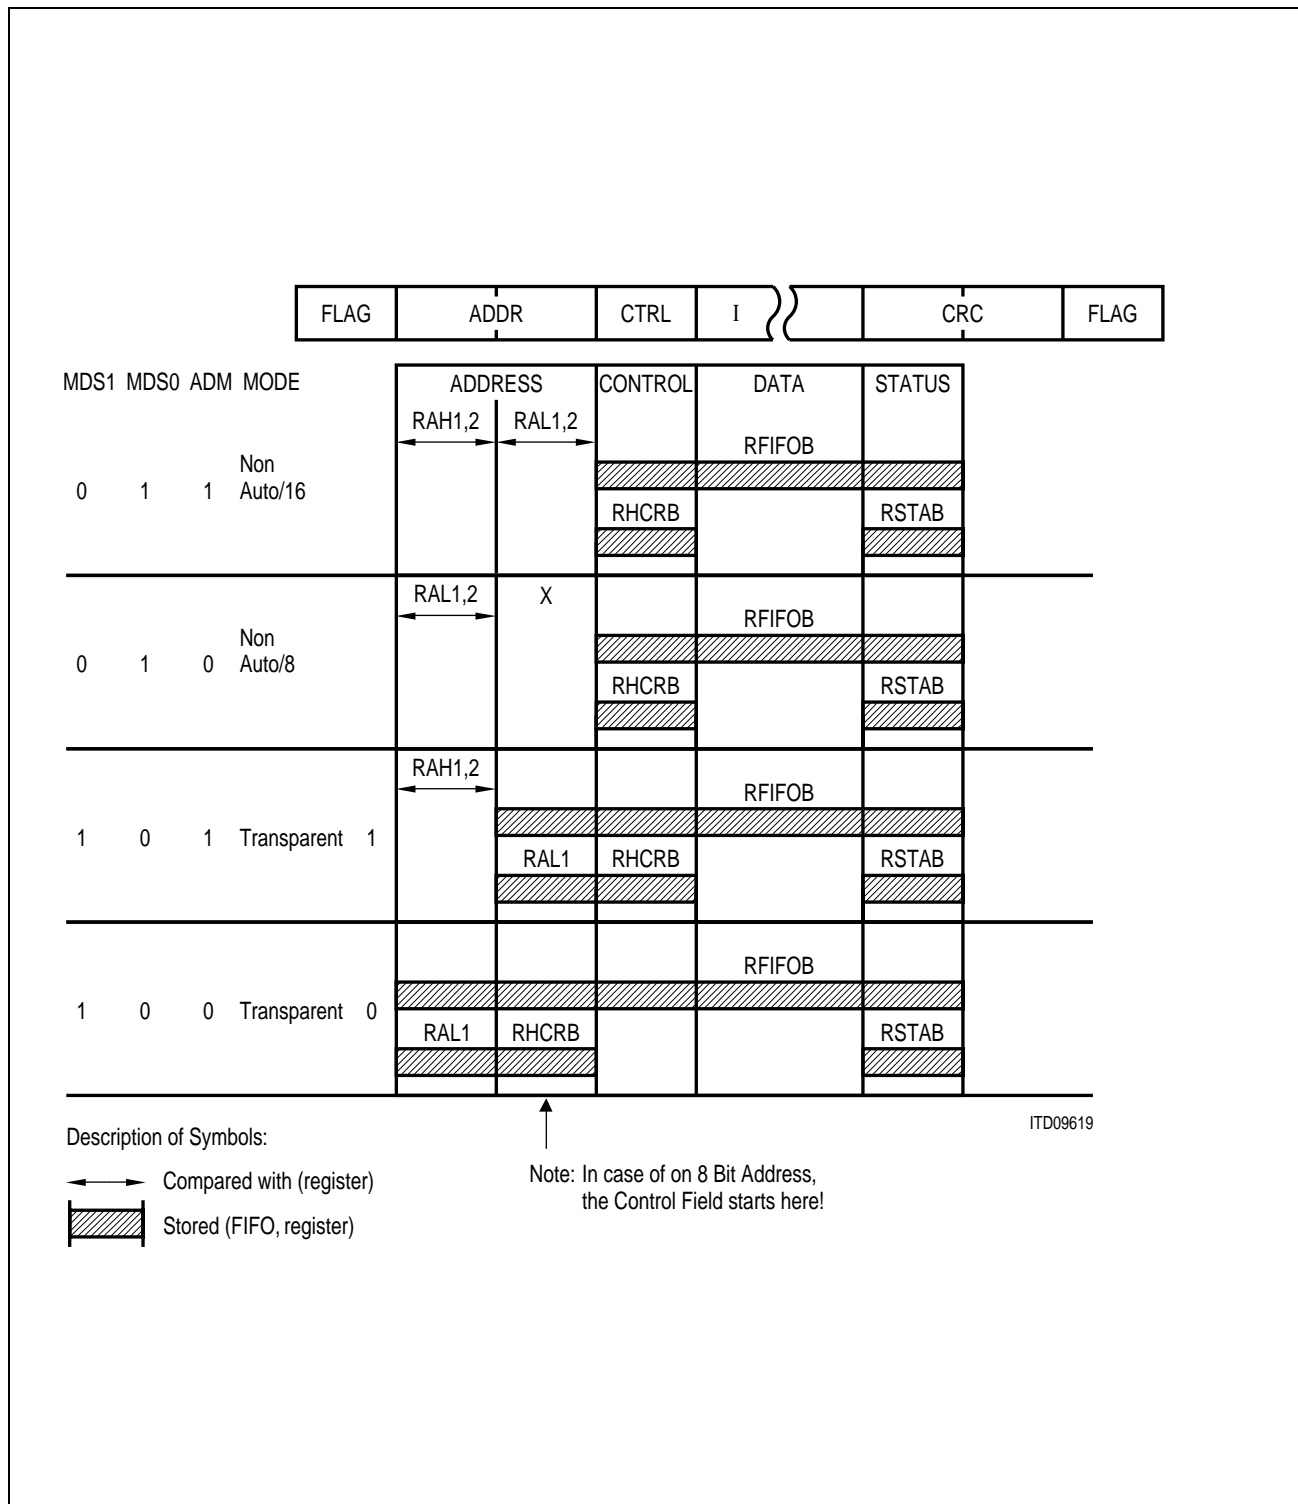 FLAG ADDR CTRL I CRC FLAG
MDS1 MDS0 ADM MODE ADDRESS CONTROL DATA STATUS
RAH1,2 RAL1,2
RFIFOB
0 1 1 Non
Auto/16
RHCRB RSTAB
RAL1,2 X
RFIFOB
0 1 0 Non
Auto/8
RHCRB RSTAB
RAH1,2
RFIFOB
1 0 1 Transparent 1
RAL1 RHCRB RSTAB
RFIFOB
1 0 0 Transparent 0
RAL1 RHCRB RSTAB
ITD09619
Description of Symbols:
Compared with (register)
Stored (FIFO, register)
Note: In case of on 8 Bit Address,
the Control Field starts here!